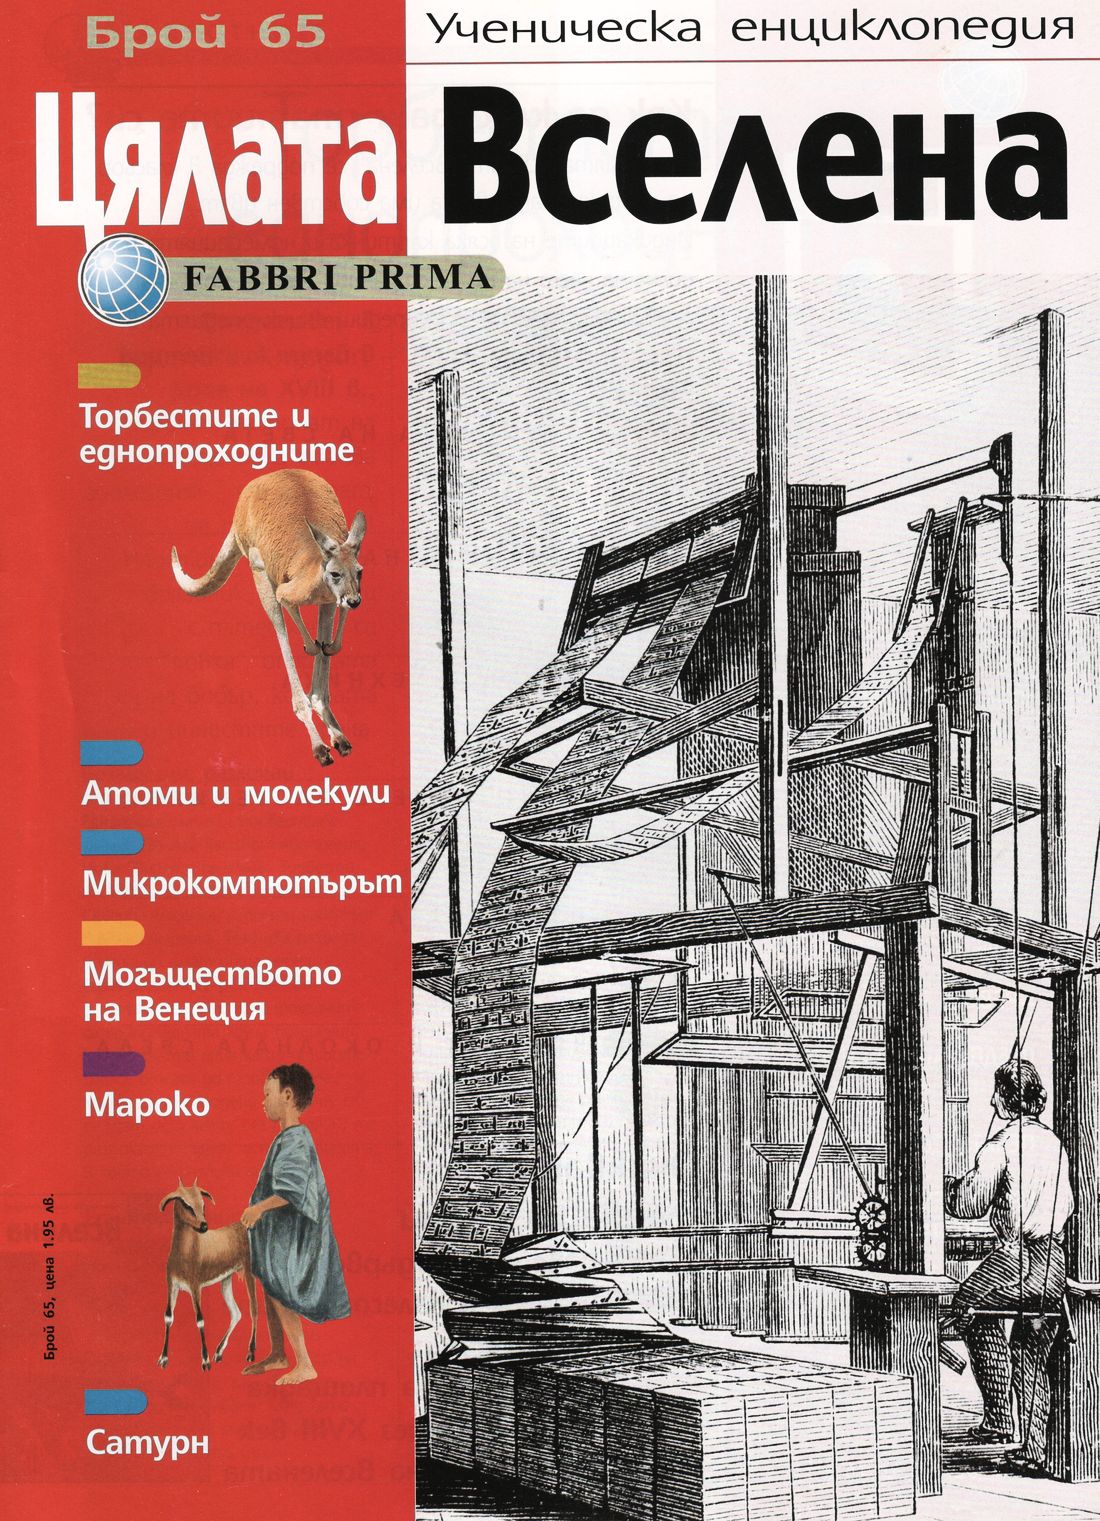 Брой 65
Ученическа енциклопедия
Цялата Вселена
FABBRI PRIMA
Торбестите и
еднопроходните
Атоми и молекули
Микрокомпютърът
Могъществото
на Венеция
Мароко
Брой 65, цена 1.95 лв.
Сатурн